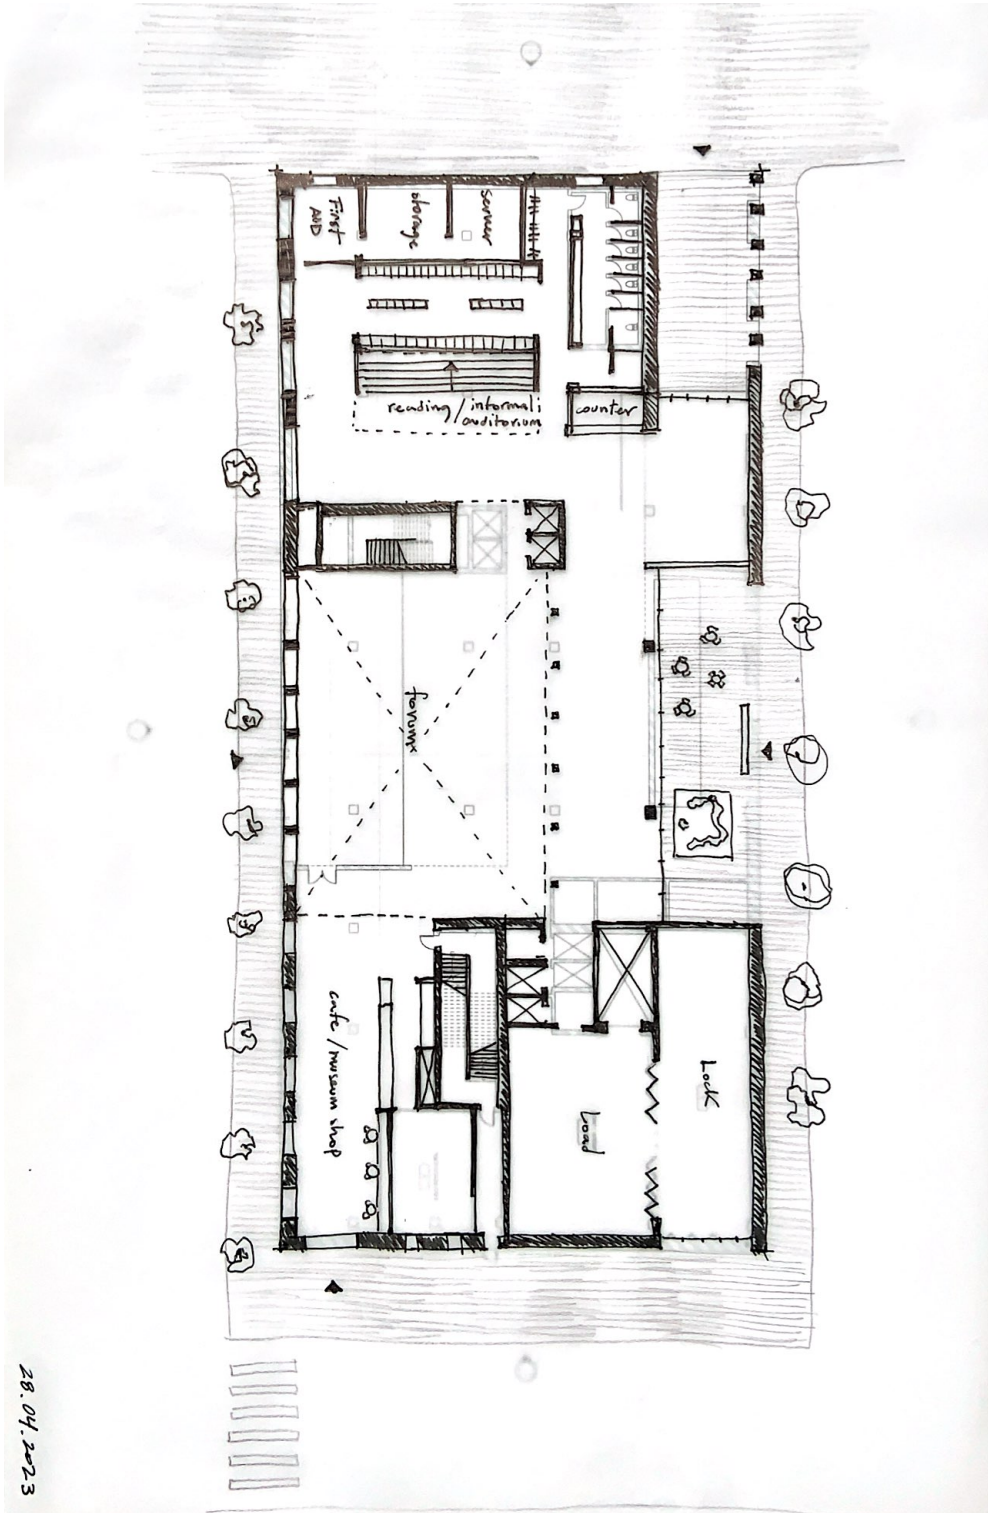 First
AID
storage
server
reading / informal
auditorium
counter
forum
cafe / museum shop
Lock
Load
28.04.2023